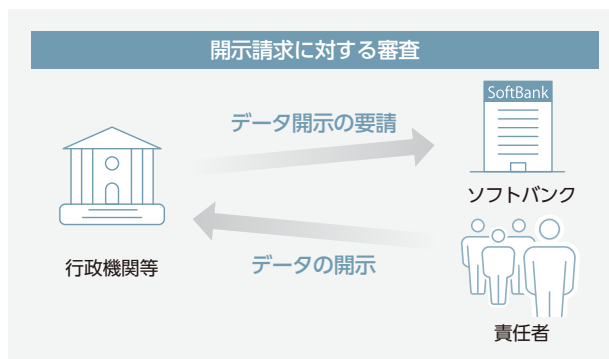 開示請求に対する審査
SoftBank
データ開示の要請
ソフトバンク
行政機関等
データの開示
責任者